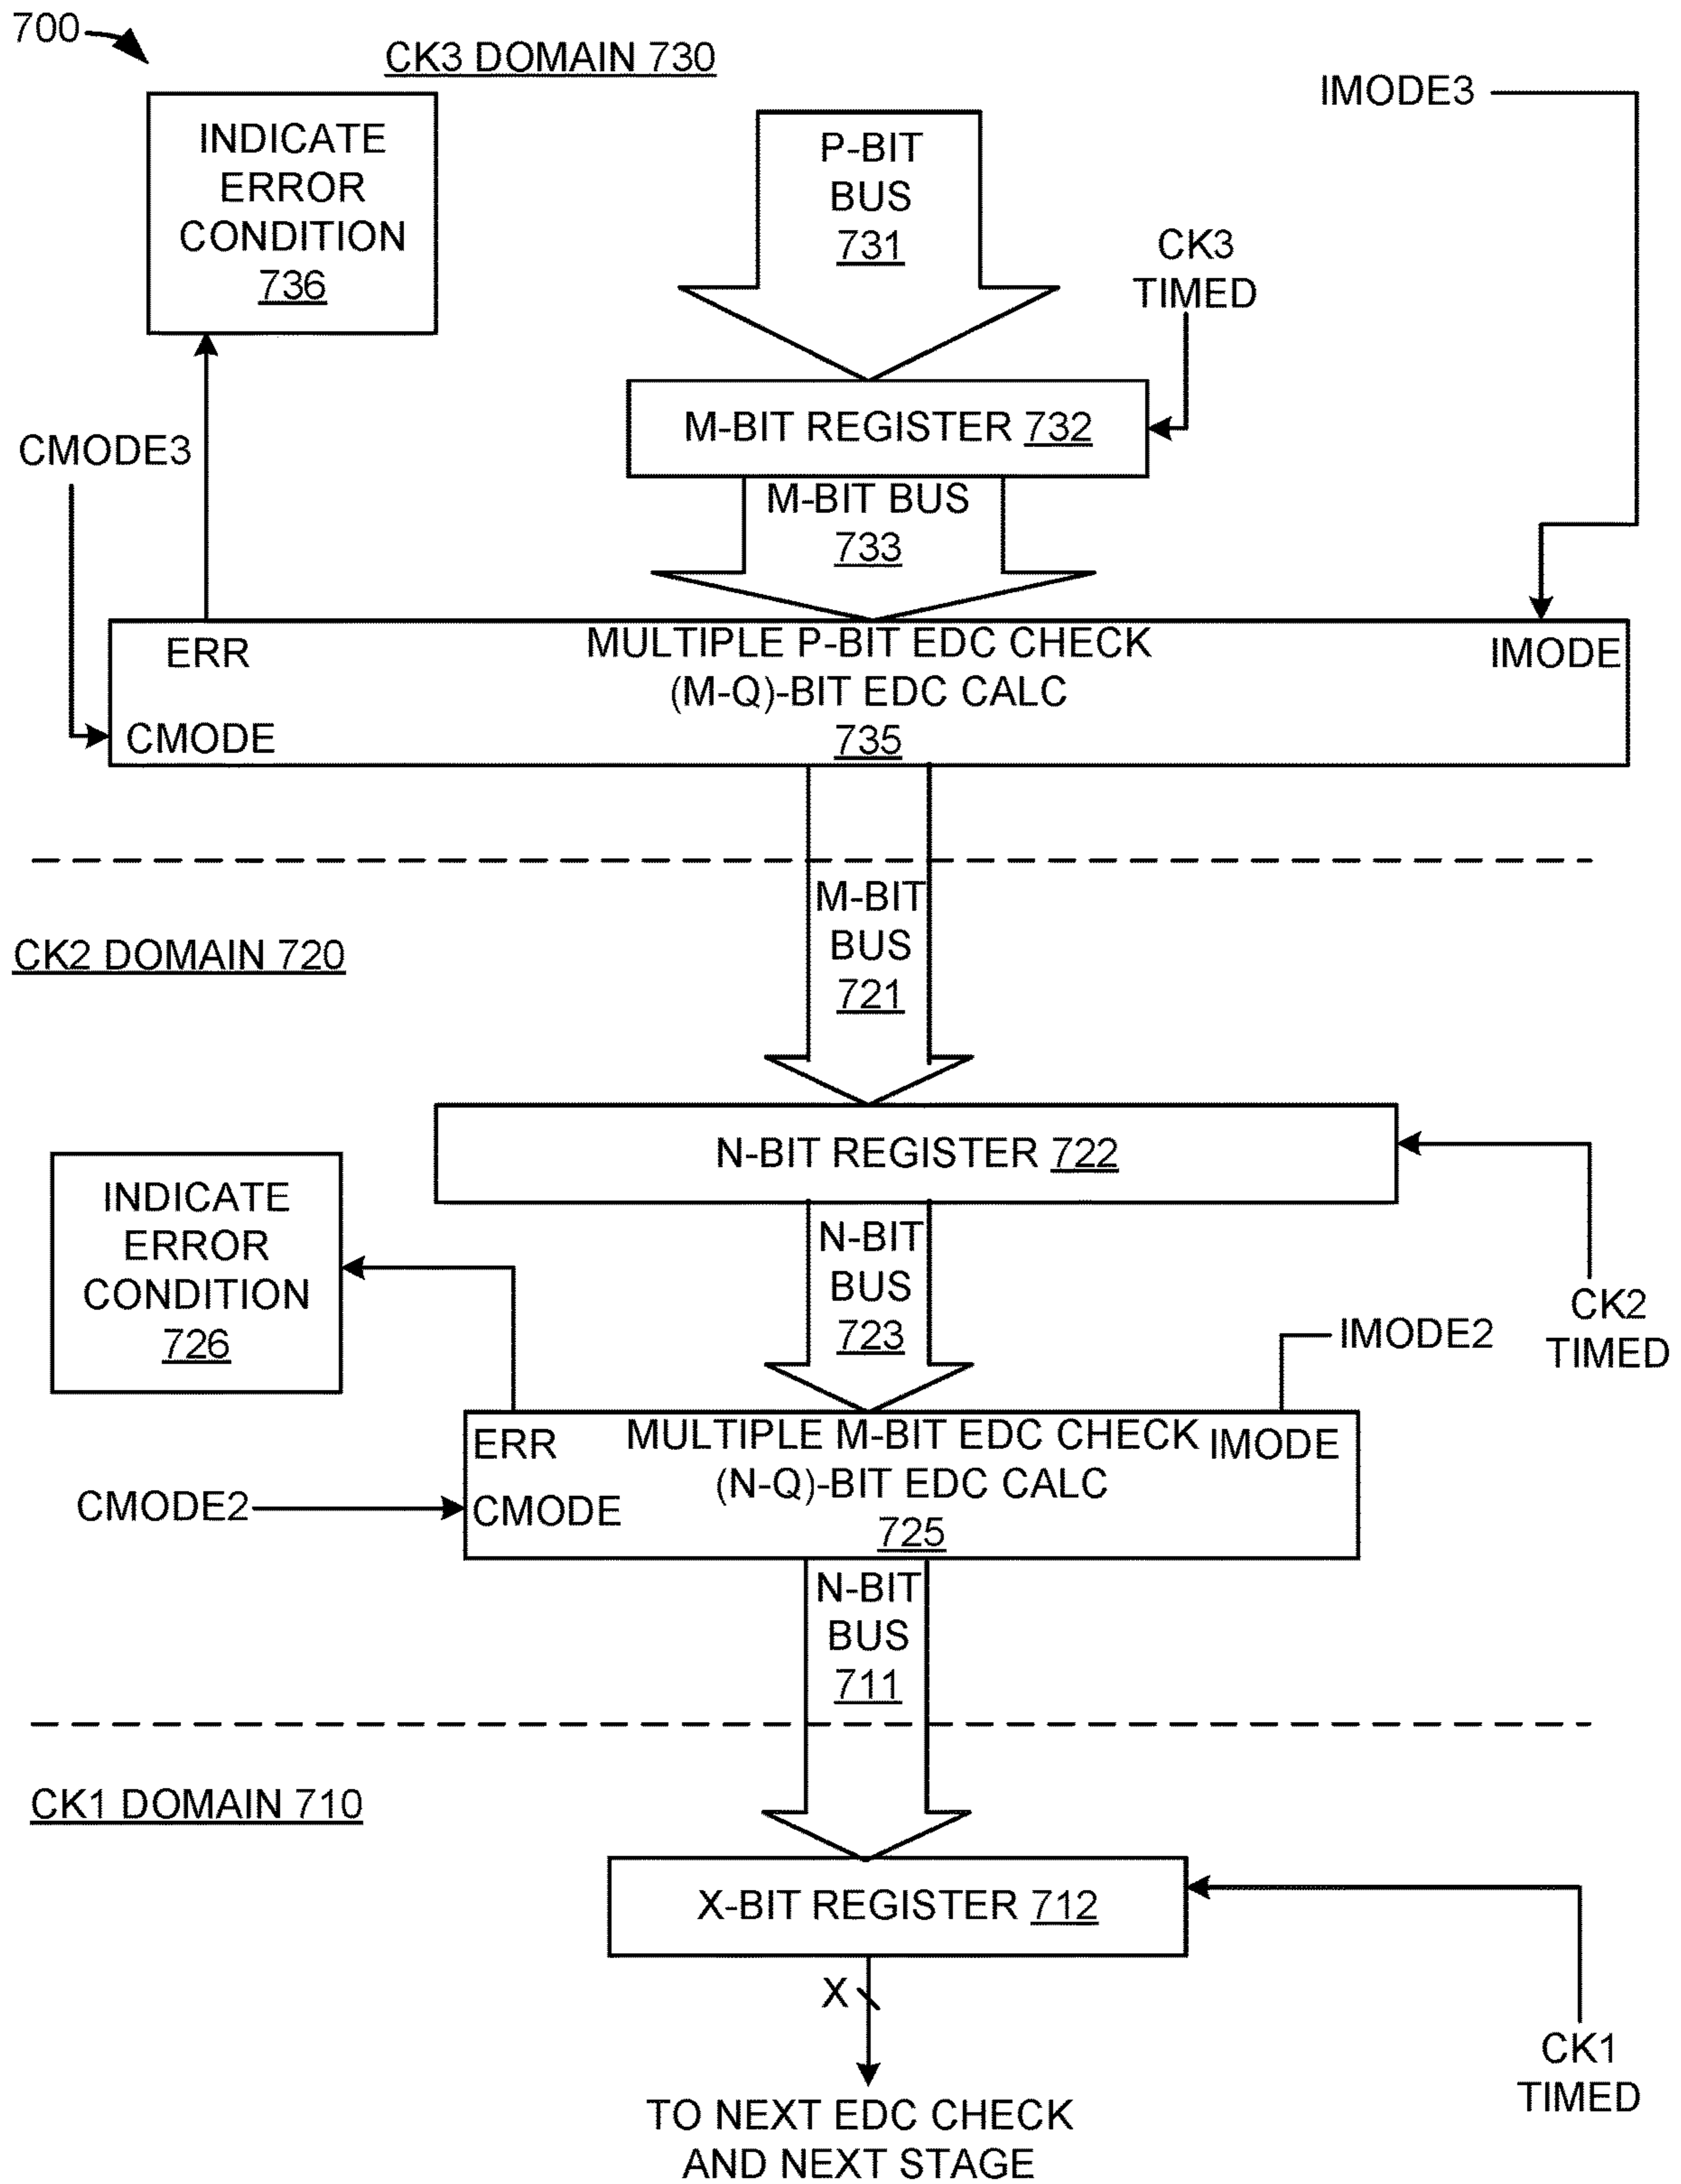 700
CK3 DOMAIN 730
IMODE3
INDICATE
ERROR
CONDITION
736
P-BIT
BUS
731
CK3
TIMED
M-BIT REGISTER 732
CMODE3
M-BIT BUS
733
ERR
MULTIPLE P-BIT EDC CHECK
IMODE
(M-Q)-BIT EDC CALC
CMODE
735
M-BIT
BUS
721
CK2 DOMAIN 720
N-BIT REGISTER 722
INDICATE
ERROR
CONDITION
726
N-BIT
BUS
723
CK2
TIMED
IMODE2
ERR
MULTIPLE M-BIT EDC CHECK
IMODE
(N-Q)-BIT EDC CALC
CMODE2
CMODE
725
N-BIT
BUS
711
CK1 DOMAIN 710
X-BIT REGISTER 712
X
CK1
TIMED
TO NEXT EDC CHECK
AND NEXT STAGE